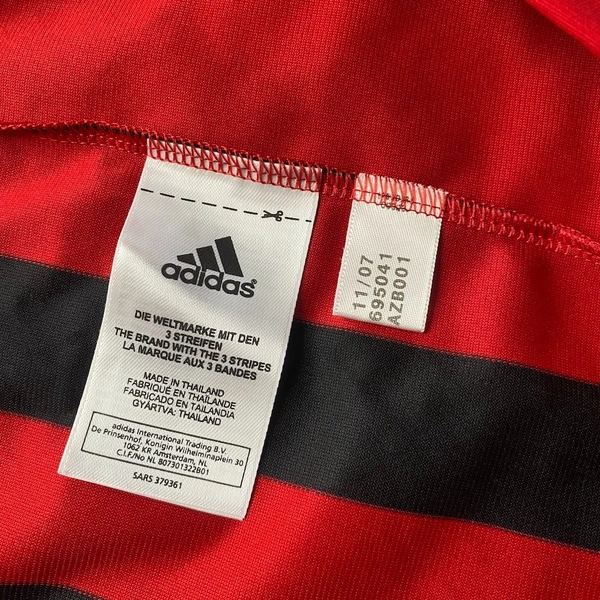 adidas
DIE WELTMARKE MIT DEN
3 STREIFEN
THE BRAND WITH THE 3 STRIPES
LA MARQUE AUX 3 BANDES
MADE IN THAILAND
FABRIQUÉ EN THAÏLANDE
FABRICADO EN TAILANDIA
GYÁRTVA: THAILAND
adidas International Trading B.V.
De Prinsenhof, Konigin Wilhelminaplein 30
1062 KR Amsterdam, NL
C.I.F./No NL 807301322B01
SARS 379361
11/07
695041
AZB001